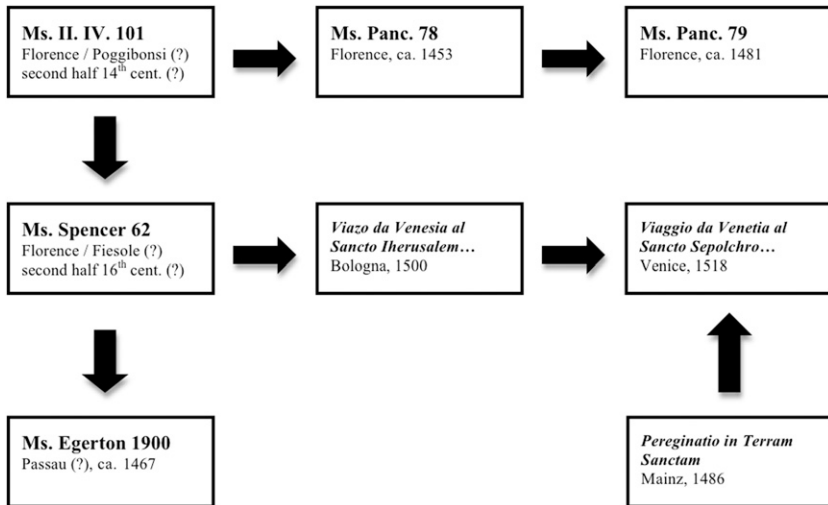 Ms. II. IV. 101
Florence / Poggibonsi (?)
second half 14th cent. (?)
Ms. Panc. 78
Florence, ca. 1453
Ms. Panc. 79
Florence, ca. 1481
Ms. Spencer 62
Florence / Fiesole (?)
second half 16th cent. (?)
Viazo da Venesia al
Sancto Iherusalem…
Bologna, 1500
Viaggio da Venetia al
Sancto Sepolchro…
Venice, 1518
Ms. Egerton 1900
Passau (?), ca. 1467
Pereginatio in Terram
Sanctam
Mainz, 1486